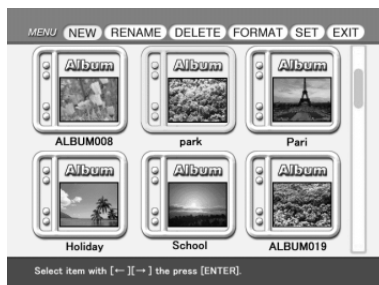 MENU NEW RENAME DELETE FORMAT SET EXIT
Album Album Album
ALBUM008 park Pari
Album Album Album
Holiday School ALBUM019
Select item with [← ][→ ] the press [ENTER].